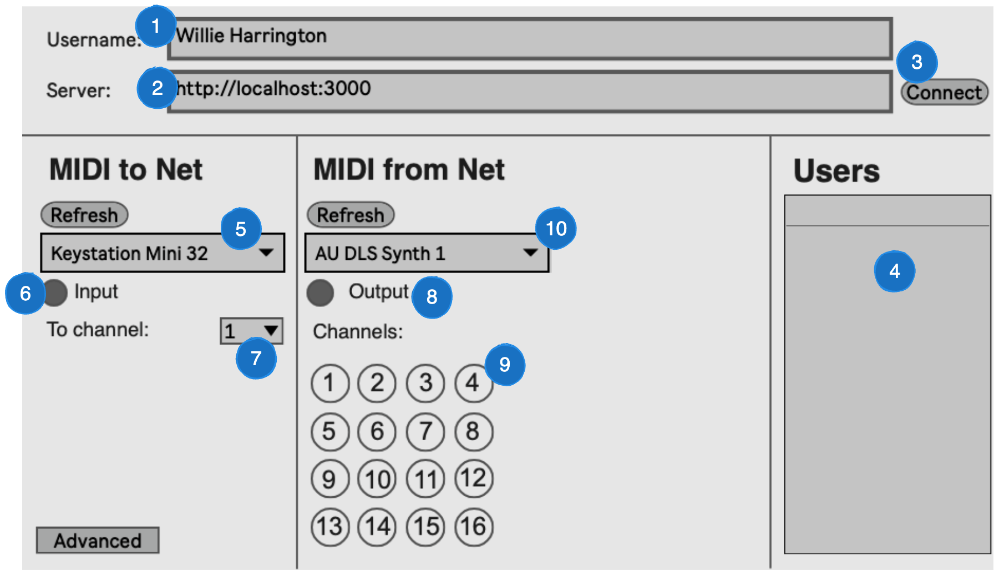 1
Username: Willie Harrington
3
Server: 2 http://localhost:3000 Connect
MIDI to Net
Refresh
5
Keystation Mini 32
6 Input
To channel: 1
7
Advanced
MIDI from Net
Refresh
10
AU DLS Synth 1
Output 8
Channels:
9
1 2 3 4
5 6 7 8
9 10 11 12
13 14 15 16
Users
4